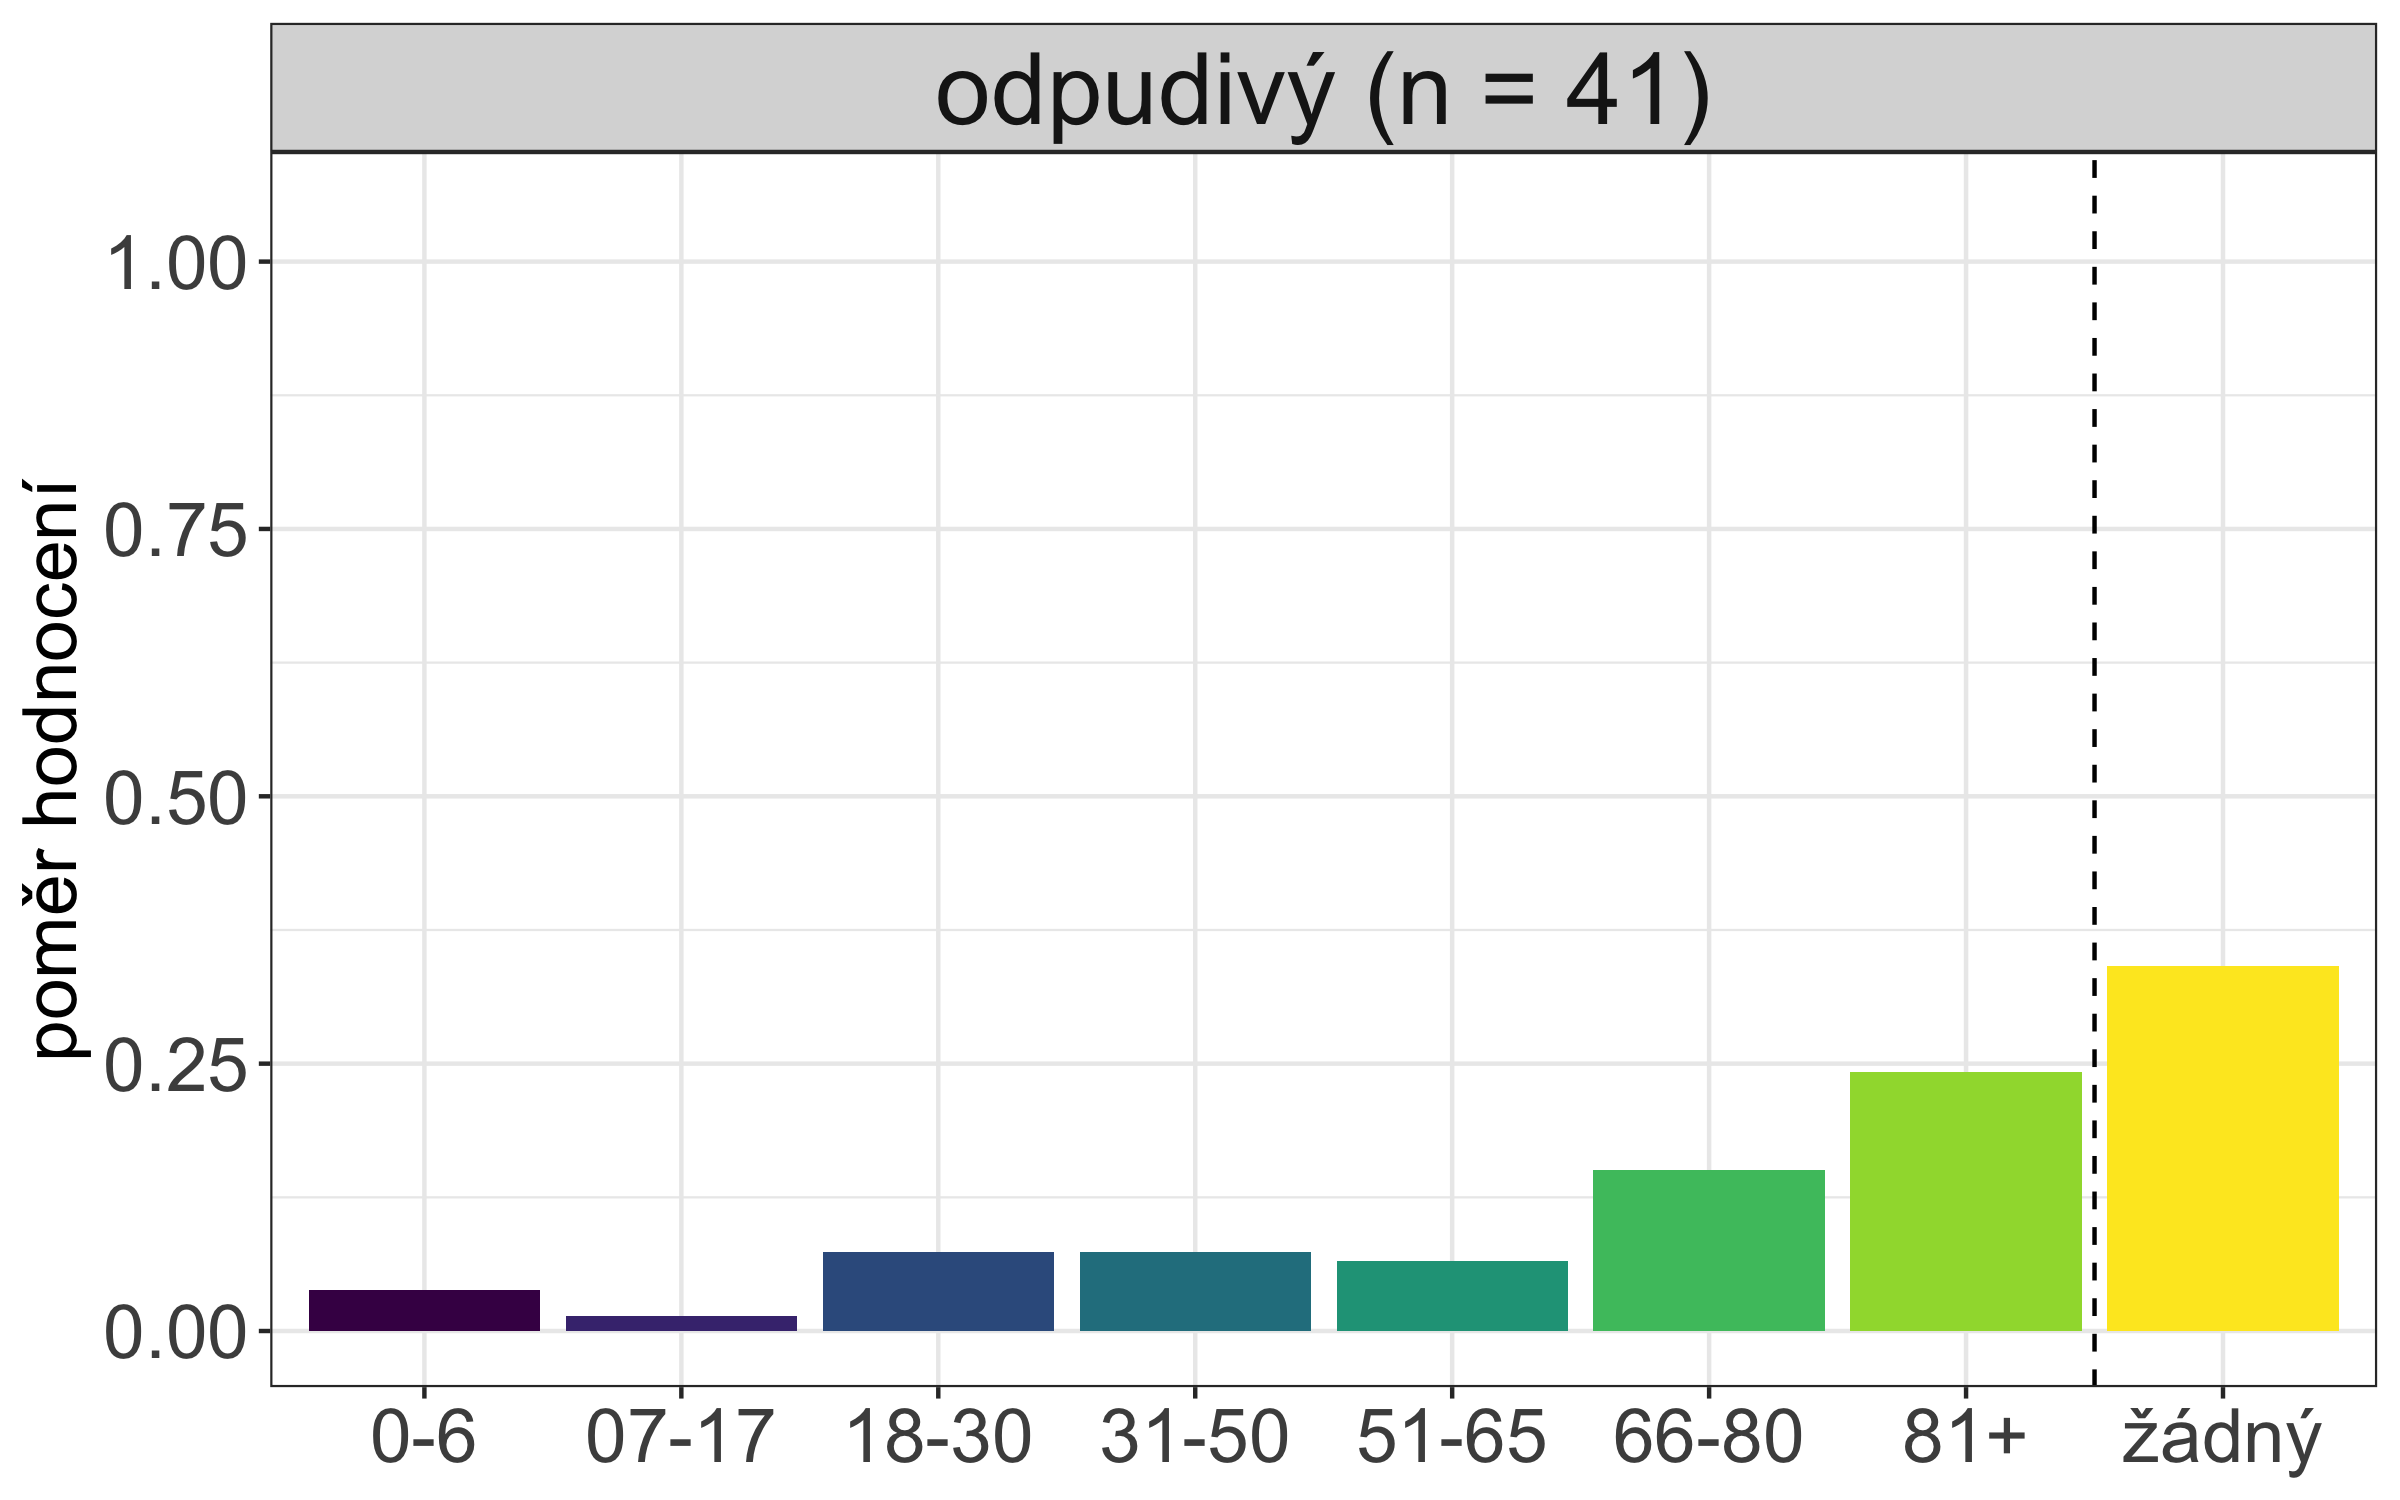 odpudivý (n = 41)
poměr hodnocení
1.00
0.75
0.50
0.25
0.00
0-6 07-17 18-30 31-50 51-65 66-80 81+ žádný